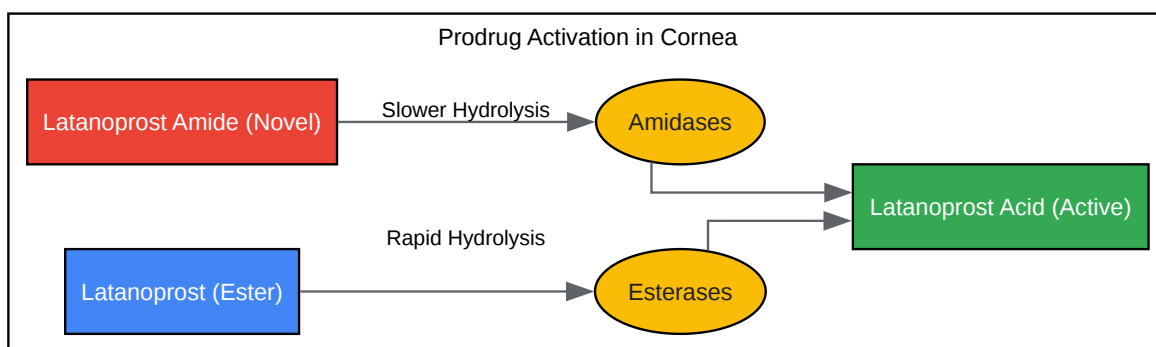 Prodrug Activation in Cornea
Latanoprost Amide (Novel)
Slower Hydrolysis
Amidases
Latanoprost Acid (Active)
Rapid Hydrolysis
Latanoprost (Ester)
Esterases